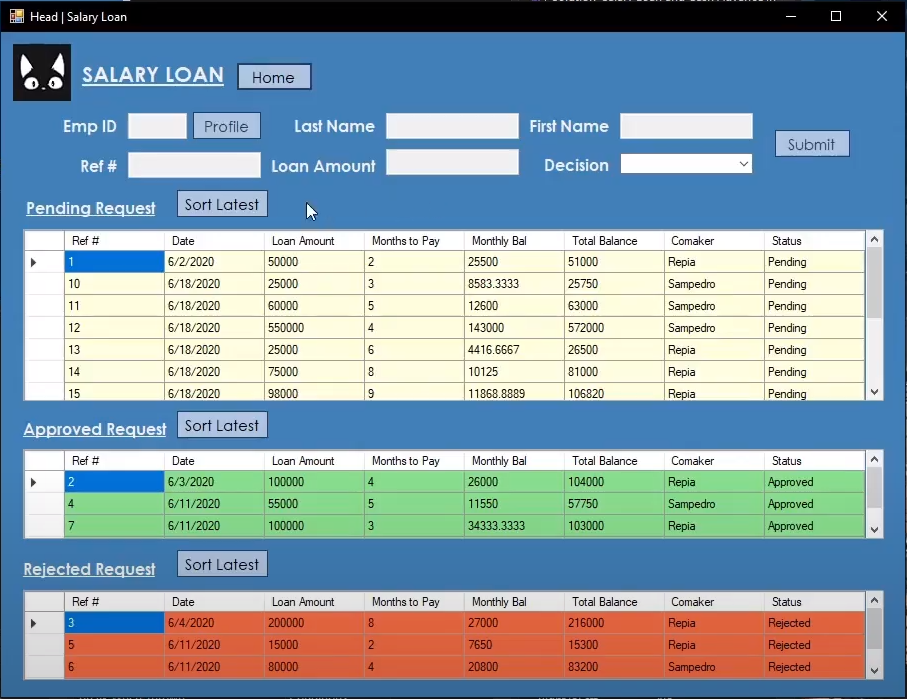 Head | Salary Loan
SALARY LOAN Home
Emp ID Profile Last Name First Name
Submit
Ref # Loan Amount Decision
Pending Request Sort Latest
Ref # Date Loan Amount Months to Pay Monthly Bal Total Balance Comaker Status
1 6/2/2020 50000 2 25500 51000 Repia Pending
10 6/18/2020 25000 3 8583.3333 25750 Sampedro Pending
11 6/18/2020 60000 5 12600 63000 Sampedro Pending
12 6/18/2020 550000 4 143000 572000 Sampedro Pending
13 6/18/2020 25000 6 4416.6667 26500 Repia Pending
14 6/18/2020 75000 8 10125 81000 Repia Pending
15 6/18/2020 98000 9 11868.8889 106820 Repia Pending
Approved Request Sort Latest
Ref # Date Loan Amount Months to Pay Monthly Bal Total Balance Comaker Status
2 6/3/2020 100000 4 26000 104000 Repia Approved
4 6/11/2020 55000 5 11550 57750 Sampedro Approved
7 6/11/2020 100000 3 34333.3333 103000 Repia Approved
Rejected Request Sort Latest
Ref # Date Loan Amount Months to Pay Monthly Bal Total Balance Comaker Status
3 6/4/2020 200000 8 27000 216000 Repia Rejected
5 6/11/2020 15000 2 7650 15300 Repia Rejected
6 6/11/2020 80000 4 20800 83200 Sampedro Rejected